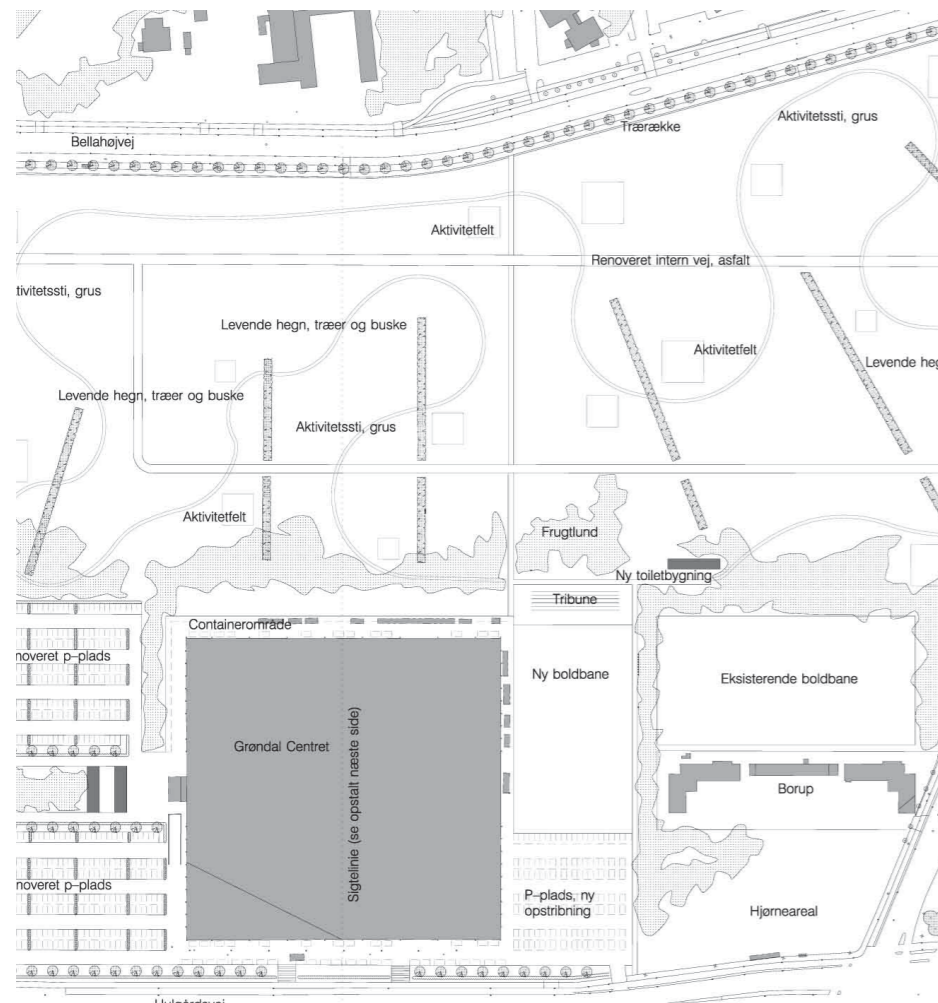 Aktivitetssti, grus
Trærække
Bellahøjvej
Aktivitetfelt
Renoveret intern vej, asfalt
tivitetssti, grus
Levende hegn, træer og buske
Aktivitetfelt
Levende heg
Levende hegn, træer og buske
Aktivitetssti, grus
Aktivitetfelt
Frugtlund
Ny toiletbygning
Tribune
Containerområde
noveret p-plads
Ny boldbane
Eksisterende boldbane
Grøndal Centret
Sigtelinie (se opstalt næste side)
Borup
noveret p-plads
P-plads, ny
opstribning
Hjørneareal